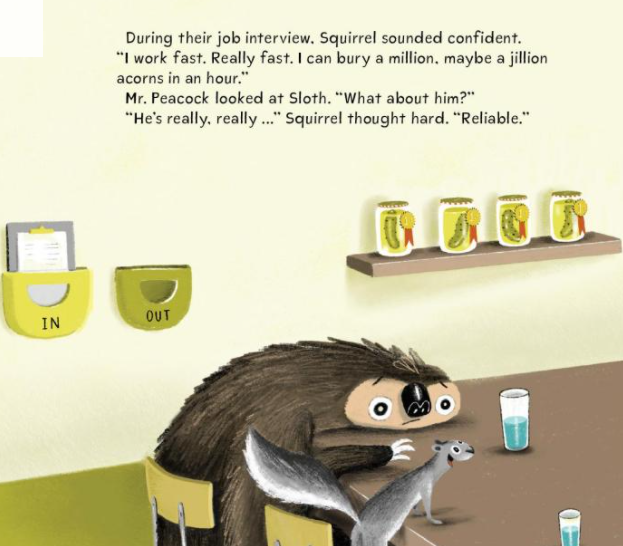 During their job interview, Squirrel sounded confident.
“I work fast. Really fast. I can bury a million, maybe a jillion
acorns in an hour.”
Mr. Peacock looked at Sloth. “What about him?”
“He's really, really ...” Squirrel thought hard. “Reliable.”
IN
OUT